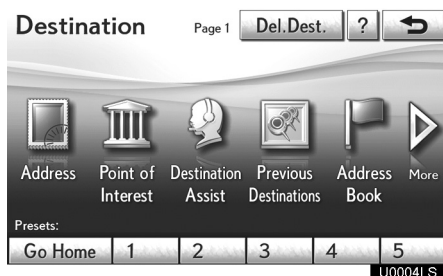 Destination Page 1 Del.Dest. ?
Address Point of Interest Destination Assist Previous Destinations Address Book More
Presets:
Go Home 1 2 3 4 5
U0004LS